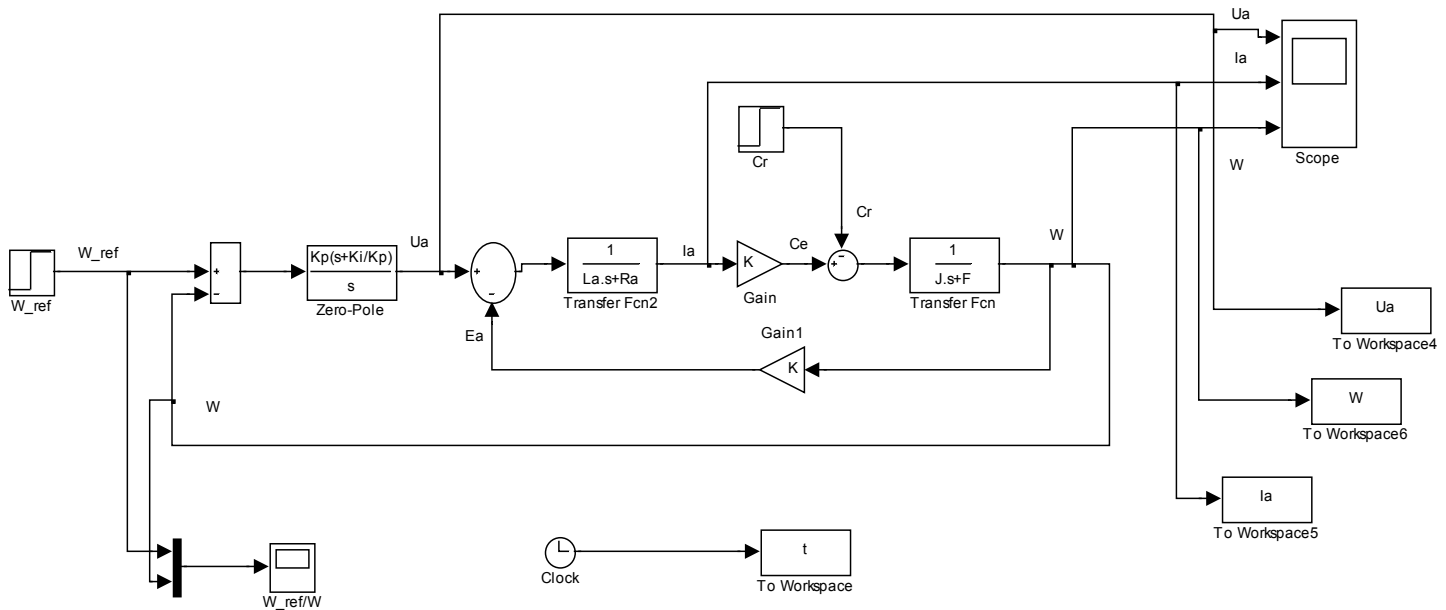 Ua
Ua
Ia
W
Scope
Cr
Cr
W_ref
W_ref
+
−
Kp(s+Ki/Kp)
s
Zero-Pole
Ua
+
−
1
La.s+Ra
Transfer Fcn2
Ia
K
Gain
Ce
+
−
1
J.s+F
Transfer Fcn
W
Ea
Gain1
K
Ua
To Workspace4
W
W
To Workspace6
Ia
To Workspace5
Clock
t
To Workspace
W_ref/W